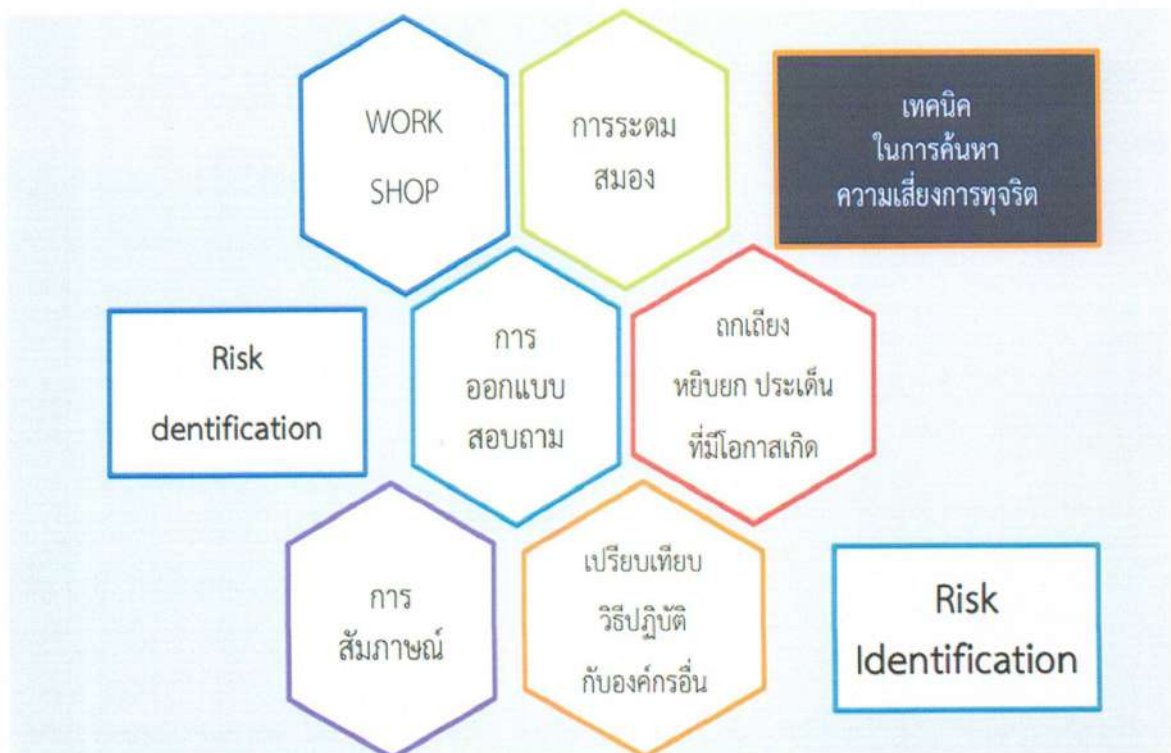 WORK
SHOP
การระดม
สมอง
เทคนิค
ในการค้นหา
ความเสี่ยงการทุจริต
Risk
dentification
การ
ออกแบบ
สอบถาม
ถกเถียง
หยิบยก ประเด็น
ที่มีโอกาสเกิด
การ
สัมภาษณ์
เปรียบเทียบ
วิธีปฏิบัติ
กับองค์กรอื่น
Risk
Identification